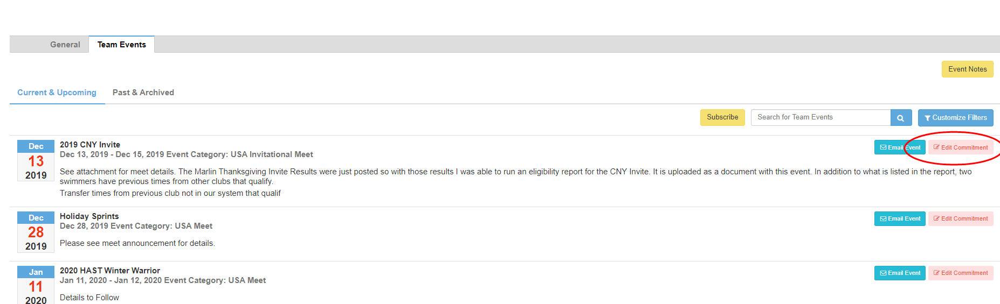 General Team Events
Event Notes
Current & Upcoming Past & Archived
Subscribe Search for Team Events Customize Filters
Dec 2019 CNY Invite Email Event Edit Commitment
13 Dec 13, 2019 - Dec 15, 2019 Event Category: USA Invitational Meet
2019 See attachment for meet details. The Marlin Thanksgiving Invite Results were just posted so with those results I was able to run an eligibility report for the CNY Invite. It is uploaded as a document with this event. In addition to what is listed in the report, two
swimmers have previous times from other clubs that qualify.
Transfer times from previous club not in our system that qualif
Dec Holiday Sprints Email Event Edit Commitment
28 Dec 28, 2019 Event Category: USA Meet
2019 Please see meet announcement for details.
Jan 2020 HAST Winter Warrior Email Event Edit Commitment
11 Jan 11, 2020 - Jan 12, 2020 Event Category: USA Meet
2020 Details to Follow